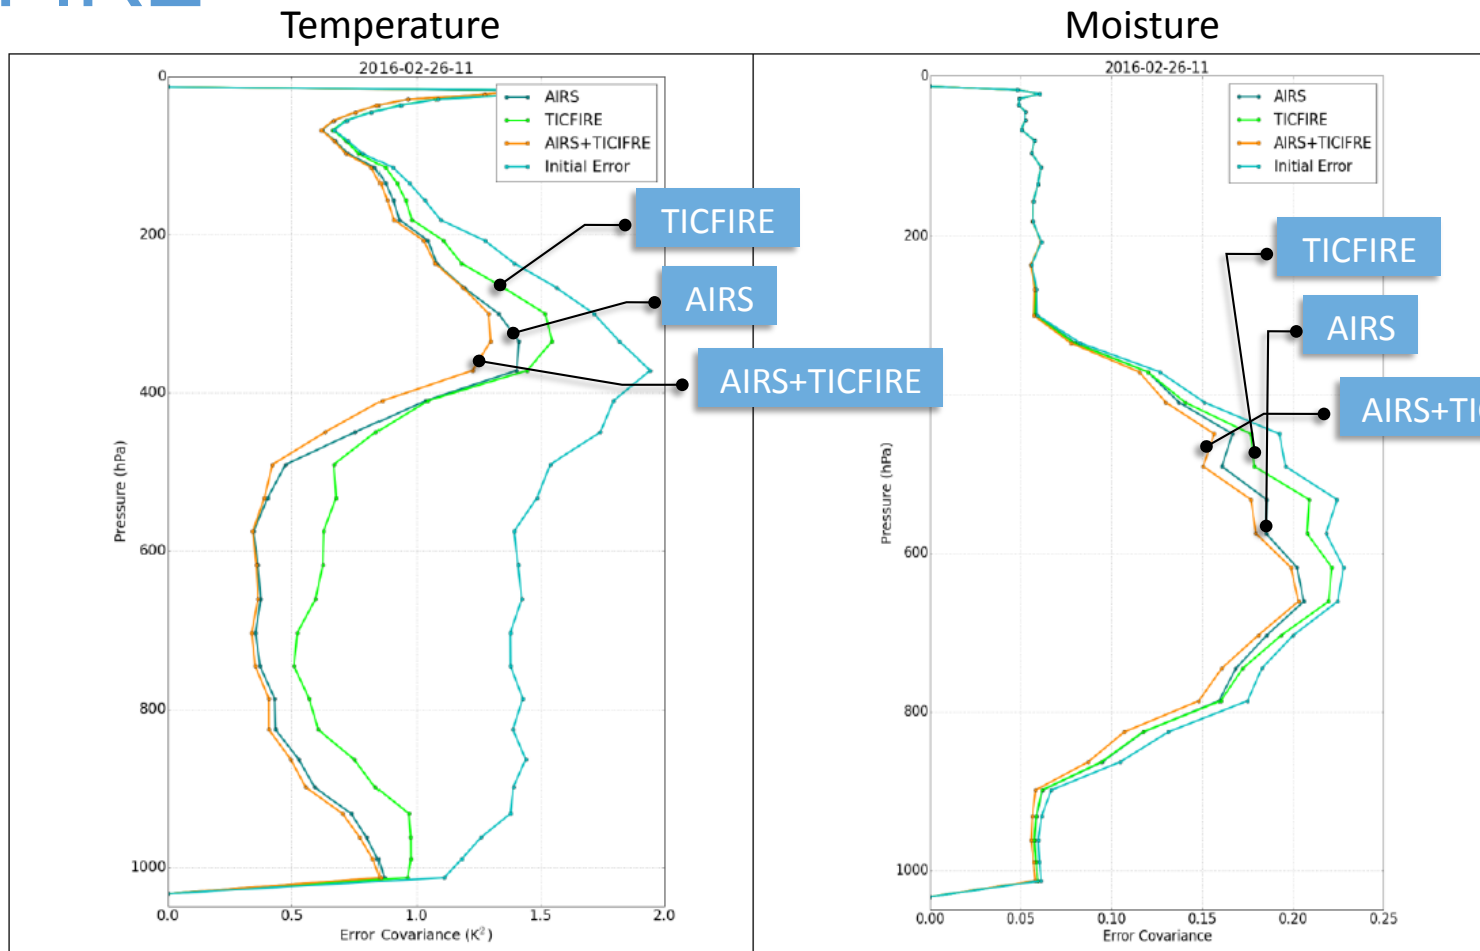 Temperature
Moisture
2016-02-26-11
AIRS
TICFIRE
AIRS+TICIFRE
Initial Error
0
200
400
600
800
1000
Pressure (hPa)
0.0
0.5
1.0
1.5
2.0
Error Covariance (K²)
TICFIRE
AIRS
AIRS+TICFIRE
2016-02-26-11
AIRS
TICFIRE
AIRS+TICIFRE
Initial Error
0
200
400
600
800
1000
Pressure (hPa)
0.00
0.05
0.10
0.15
0.20
0.25
Error Covariance
TICFIRE
AIRS